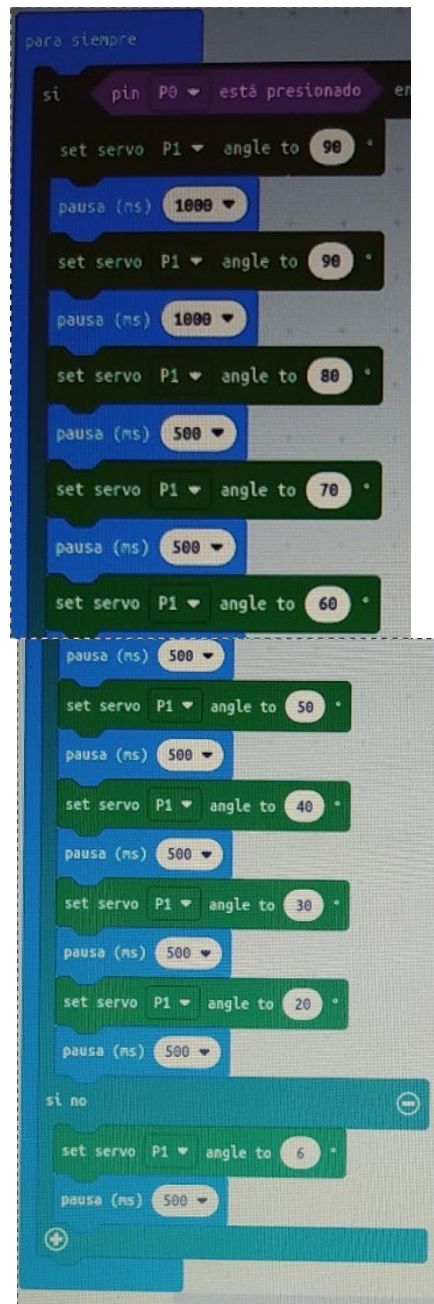 para siempre
si pin P0 está presionado en
set servo P1 angle to 90 °
pausa (ms) 1000
set servo P1 angle to 90 °
pausa (ms) 1000
set servo P1 angle to 80 °
pausa (ms) 500
set servo P1 angle to 70 °
pausa (ms) 500
set servo P1 angle to 60 °
pausa (ms) 500
set servo P1 angle to 50 °
pausa (ms) 500
set servo P1 angle to 40 °
pausa (ms) 500
set servo P1 angle to 30 °
pausa (ms) 500
set servo P1 angle to 20 °
pausa (ms) 500
si no
set servo P1 angle to 6 °
pausa (ms) 500